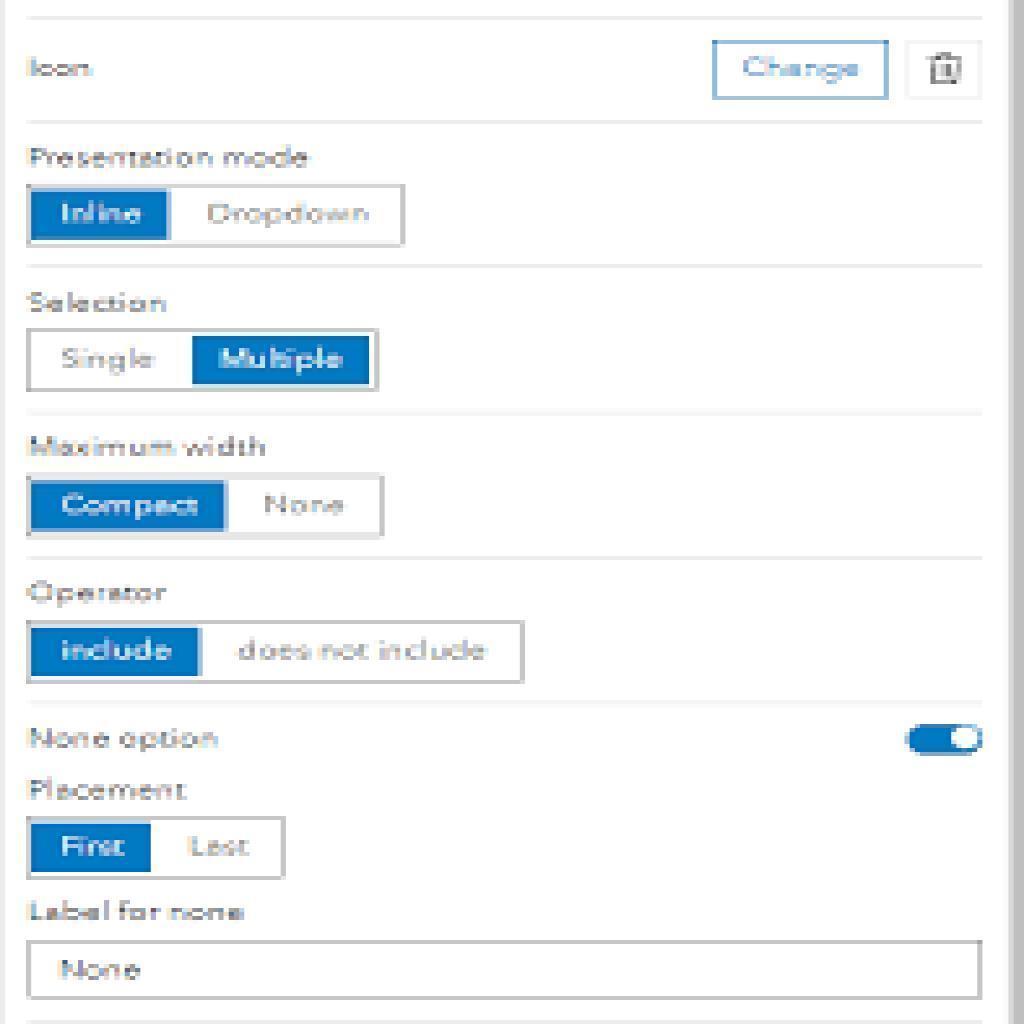 Icon Change
Presentation mode
Inline Dropdown
Selection
Single Multiple
Maximum width
Compact None
Operator
include does not include
None option
Placement
First Last
Label for none
None